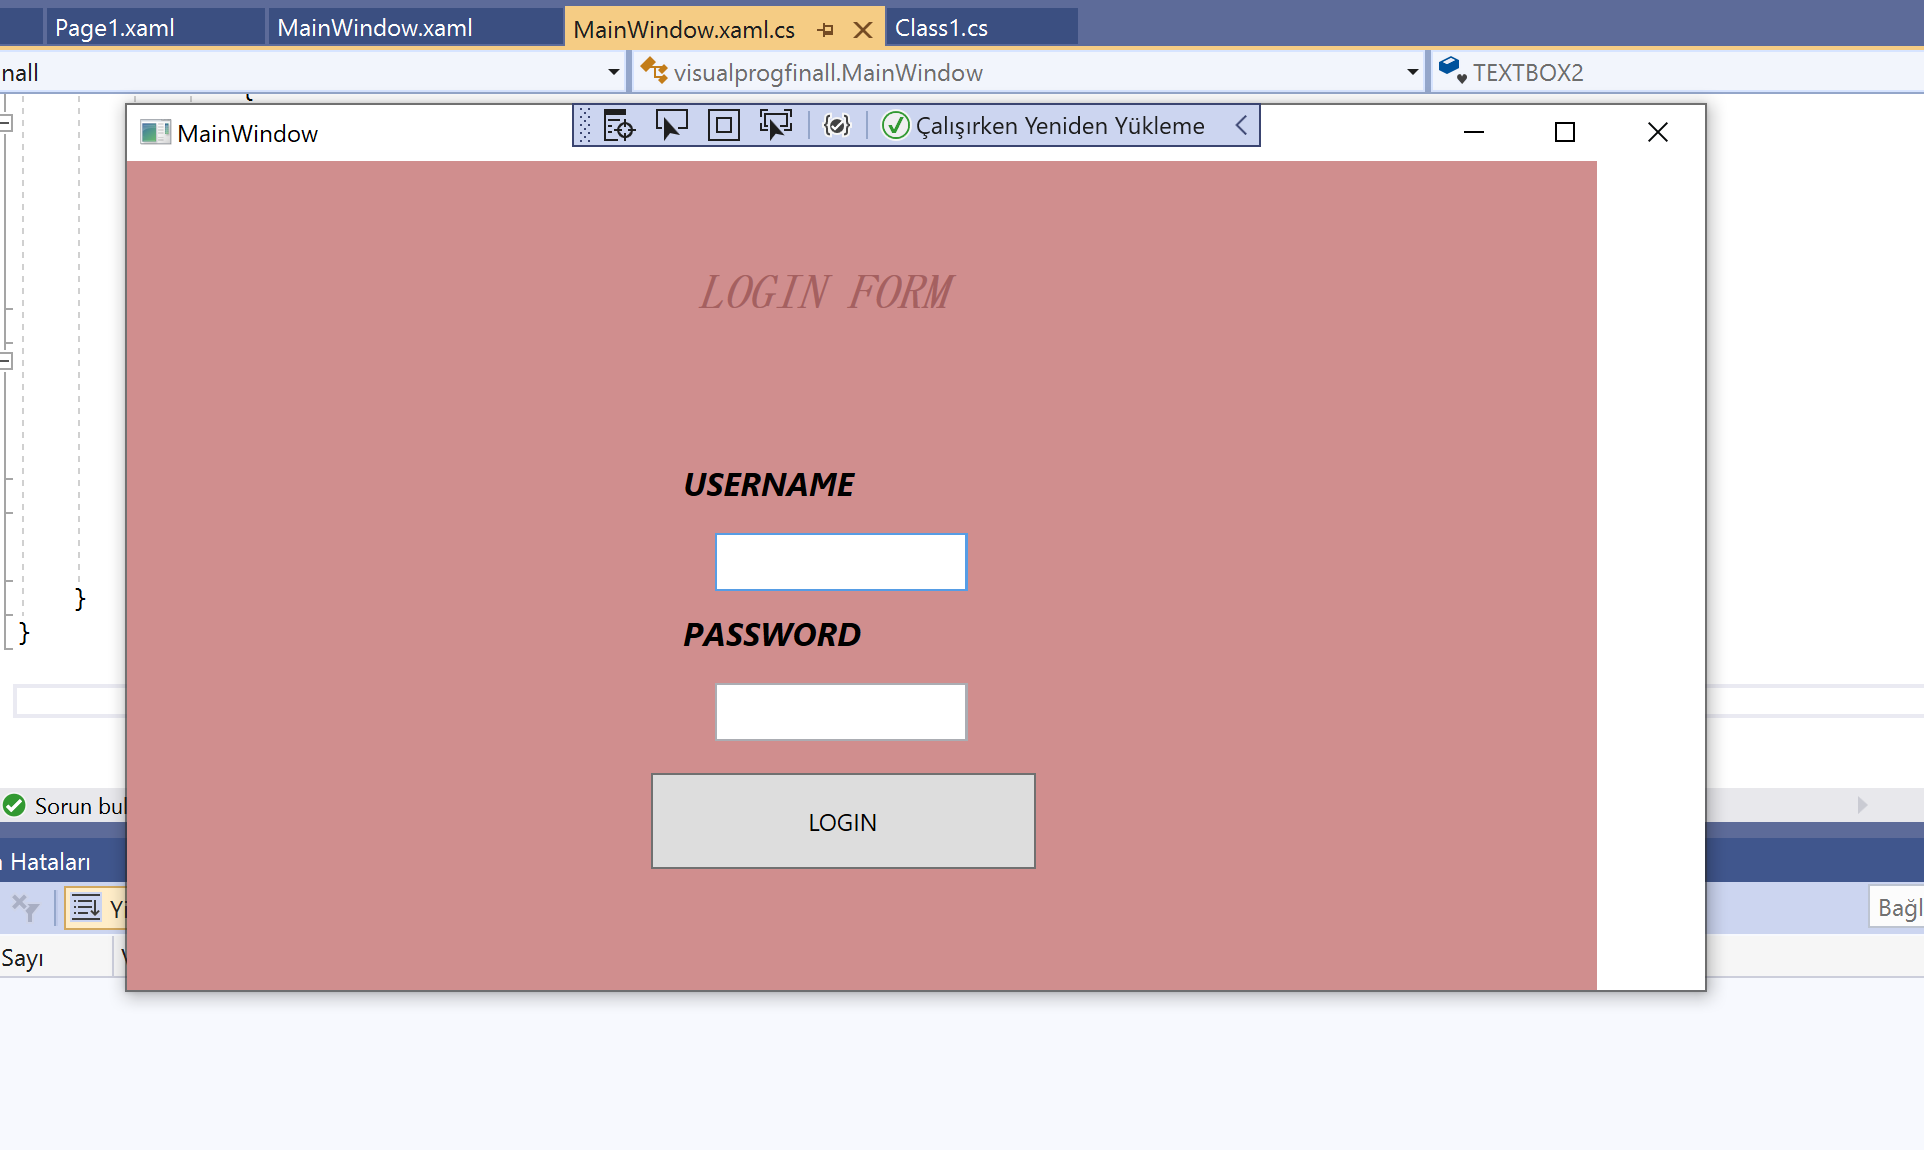 Page1.xaml MainWindow.xaml MainWindow.xaml.cs Class1.cs
nall visualprogfinall.MainWindow TEXTBOX2
{
MainWindow Çalışırken Yeniden Yükleme
LOGIN FORM
USERNAME
}
PASSWORD
}
LOGIN
Sorun bul
Hataları
Yi
Bağl
Sayı